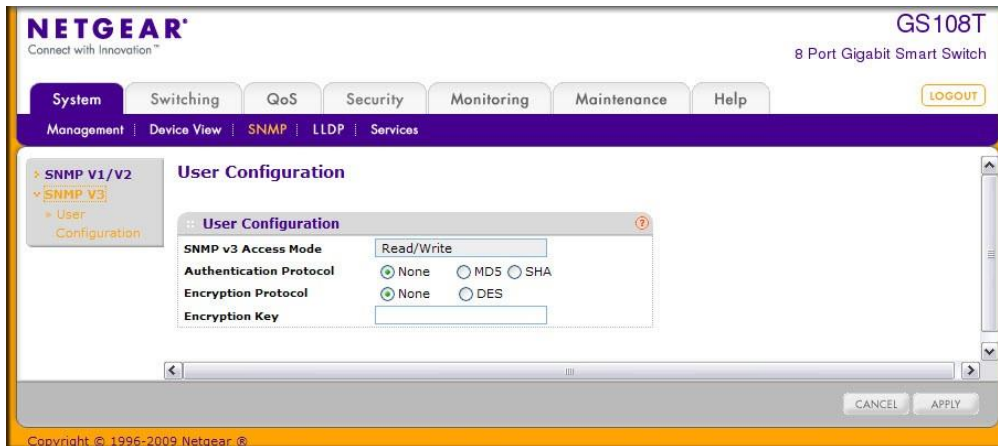 NETGEAR®
Connect with Innovation™
GS108T
8 Port Gigabit Smart Switch
System Switching QoS Security Monitoring Maintenance Help LOGOUT
Management Device View SNMP LLDP Services
SNMP V1/V2
SNMP V3
» User
Configuration
User Configuration
User Configuration ?
SNMP v3 Access Mode Read/Write
Authentication Protocol None MD5 SHA
Encryption Protocol None DES
Encryption Key
CANCEL APPLY
Copyright © 1996-2009 Netgear ®